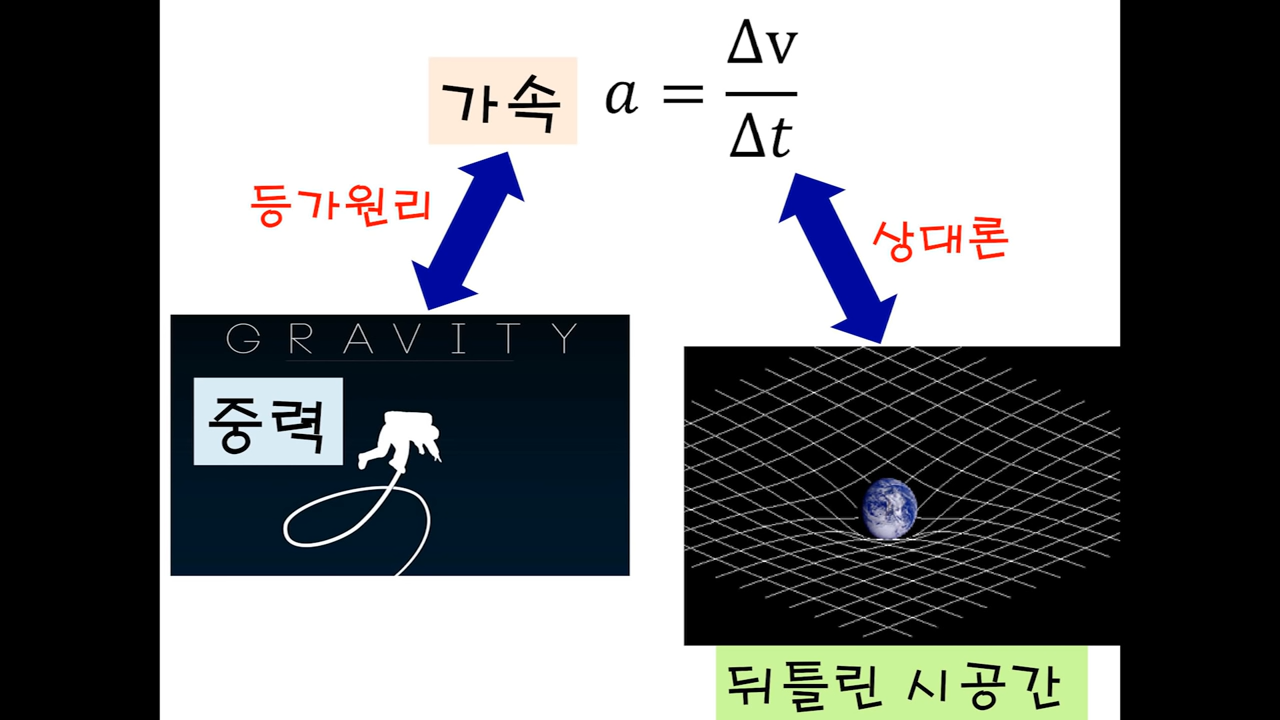 가속 a = Δv / Δt
등가원리
상대론
GRAVITY
중력
뒤틀린 시공간